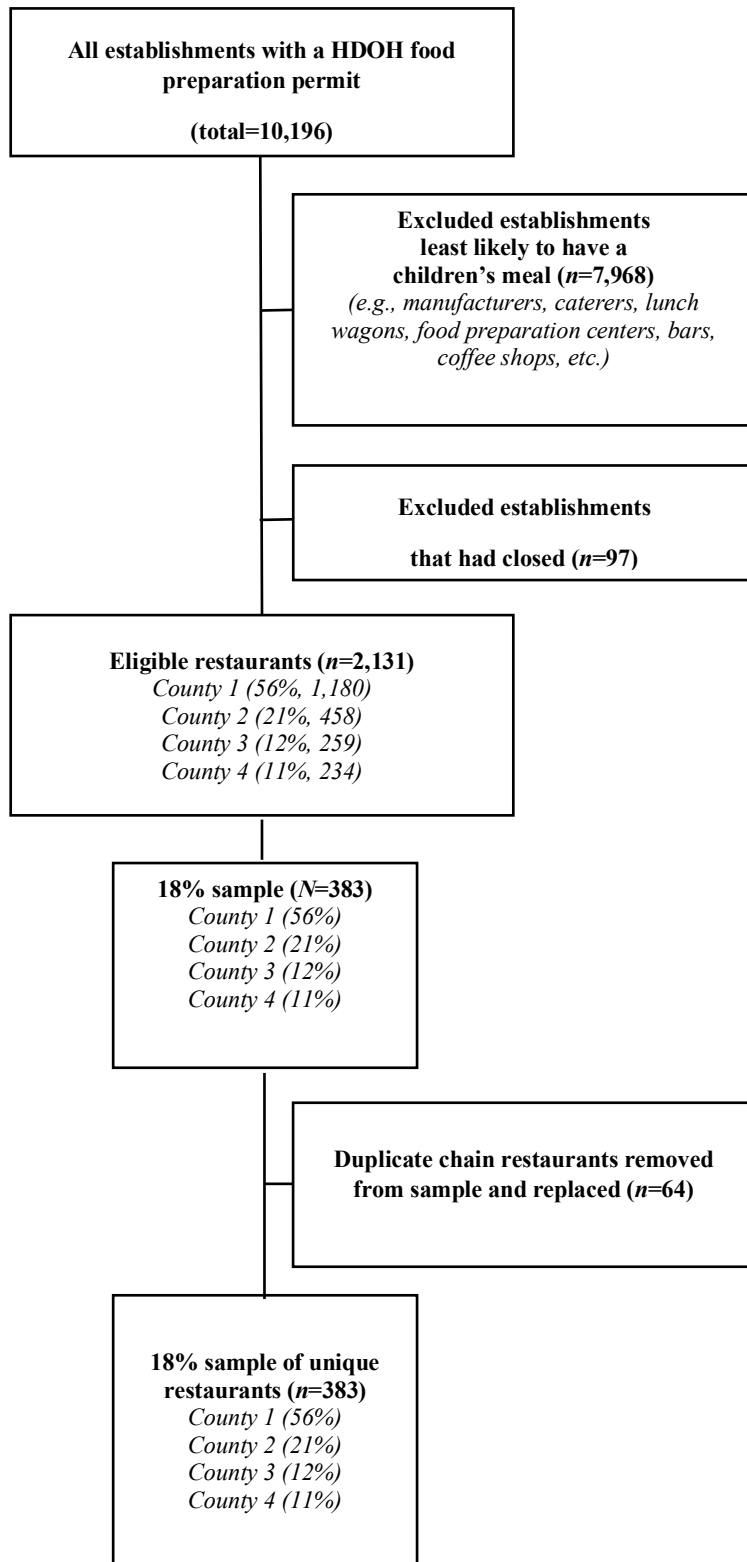 All establishments with a HDOH food
preparation permit
(total=10,196)
Excluded establishments
least likely to have a
children’s meal (n=7,968)
(e.g., manufacturers, caterers, lunch
wagons, food preparation centers, bars,
coffee shops, etc.)
Excluded establishments
that had closed (n=97)
Eligible restaurants (n=2,131)
County 1 (56%, 1,180)
County 2 (21%, 458)
County 3 (12%, 259)
County 4 (11%, 234)
18% sample (N=383)
County 1 (56%)
County 2 (21%)
County 3 (12%)
County 4 (11%)
Duplicate chain restaurants removed
from sample and replaced (n=64)
18% sample of unique
restaurants (n=383)
County 1 (56%)
County 2 (21%)
County 3 (12%)
County 4 (11%)